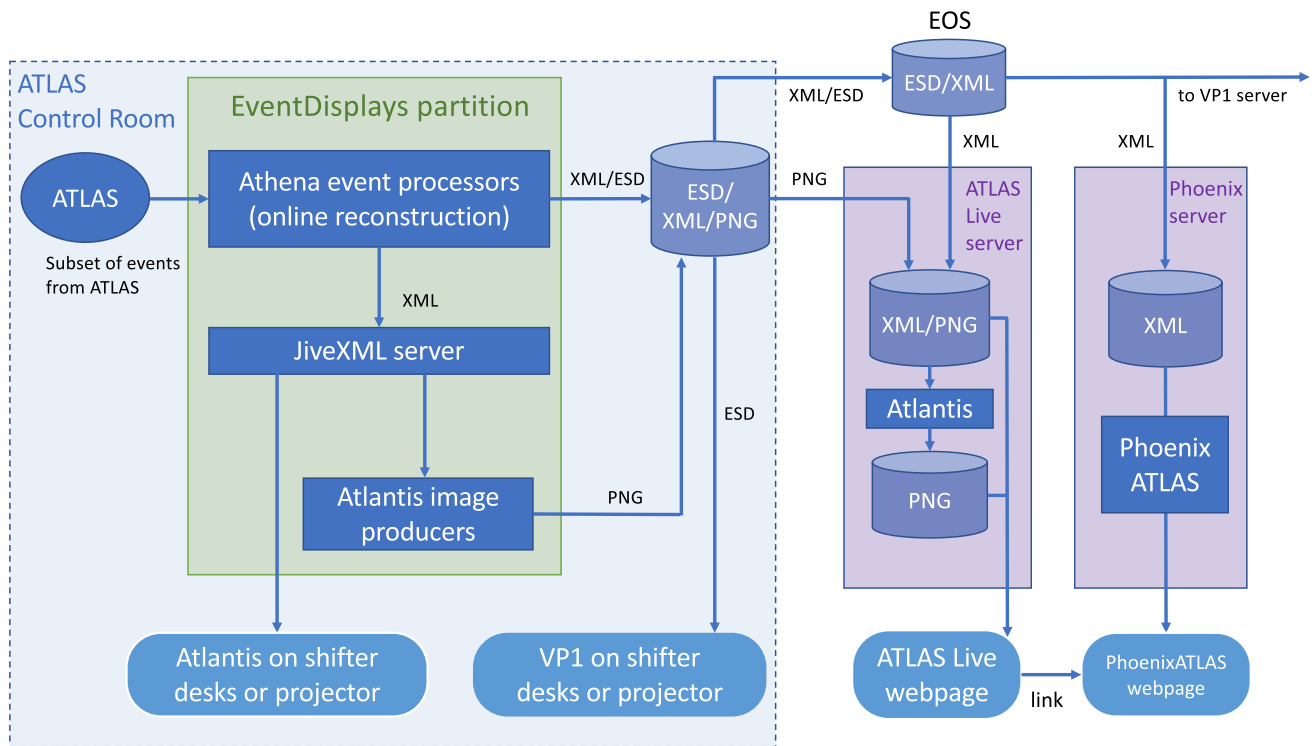 EOS
ATLAS
Control Room
EventDisplays partition
ESD/XML
XML/ESD
to VP1 server
XML
XML
ATLAS
Athena event processors
(online reconstruction)
XML/ESD
ESD/
XML/PNG
PNG
ATLAS
Live
server
Phoenix
server
Subset of events
from ATLAS
XML
JiveXML server
XML/PNG
XML
ESD
Atlantis
Phoenix
ATLAS
Atlantis image
producers
PNG
PNG
Atlantis on shifter
desks or projector
VP1 on shifter
desks or projector
ATLAS Live
webpage
link
PhoenixATLAS
webpage